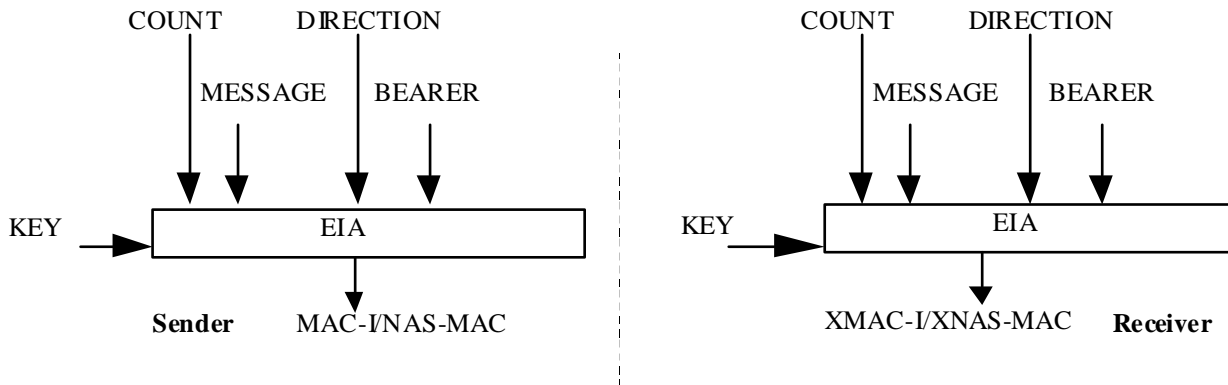 COUNT DIRECTION
MESSAGE BEARER
KEY EIA
Sender MAC-I/NAS-MAC
COUNT DIRECTION
MESSAGE BEARER
KEY EIA
XMAC-I/XNAS-MAC Receiver